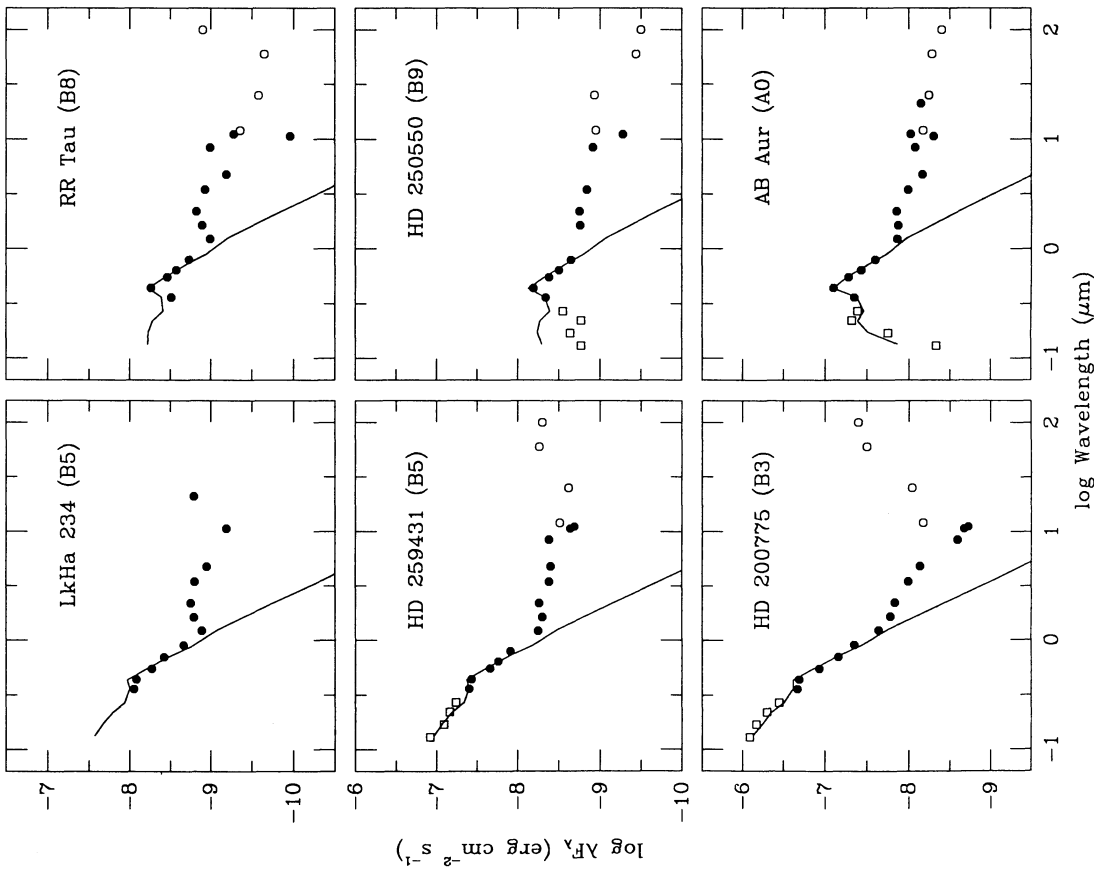 LkHa 234 (B5)
RR Tau (B8)
-7
-8
-9
-10
HD 259431 (B5)
HD 250550 (B9)
-6
-7
-8
-9
-10
HD 200775 (B3)
AB Aur (A0)
-6
-7
-8
-9
-1
0
1
2
-1
0
1
2
log λFλ (erg cm⁻² s⁻¹)
log Wavelength (μm)